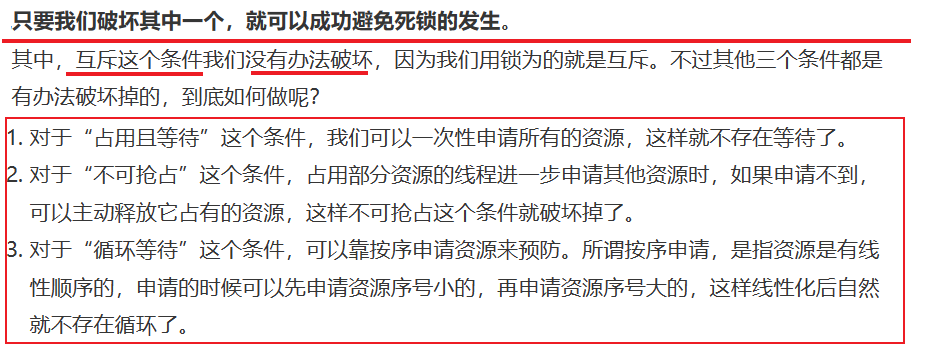 只要我们破坏其中一个，就可以成功避免死锁的发生。
其中，互斥这个条件我们没有办法破坏，因为我们用锁为的就是互斥。不过其他三个条件都是
有办法破坏掉的，到底如何做呢？
1. 对于“占用且等待”这个条件，我们可以一次性申请所有的资源，这样就不存在等待了。
2. 对于“不可抢占”这个条件，占用部分资源的线程进一步申请其他资源时，如果申请不到，
可以主动释放它占有的资源，这样不可抢占这个条件就破坏掉了。
3. 对于“循环等待”这个条件，可以靠按序申请资源来预防。所谓按序申请，是指资源是有线
性顺序的，申请的时候可以先申请资源序号小的，再申请资源序号大的，这样线性化后自然
就不存在循环了。